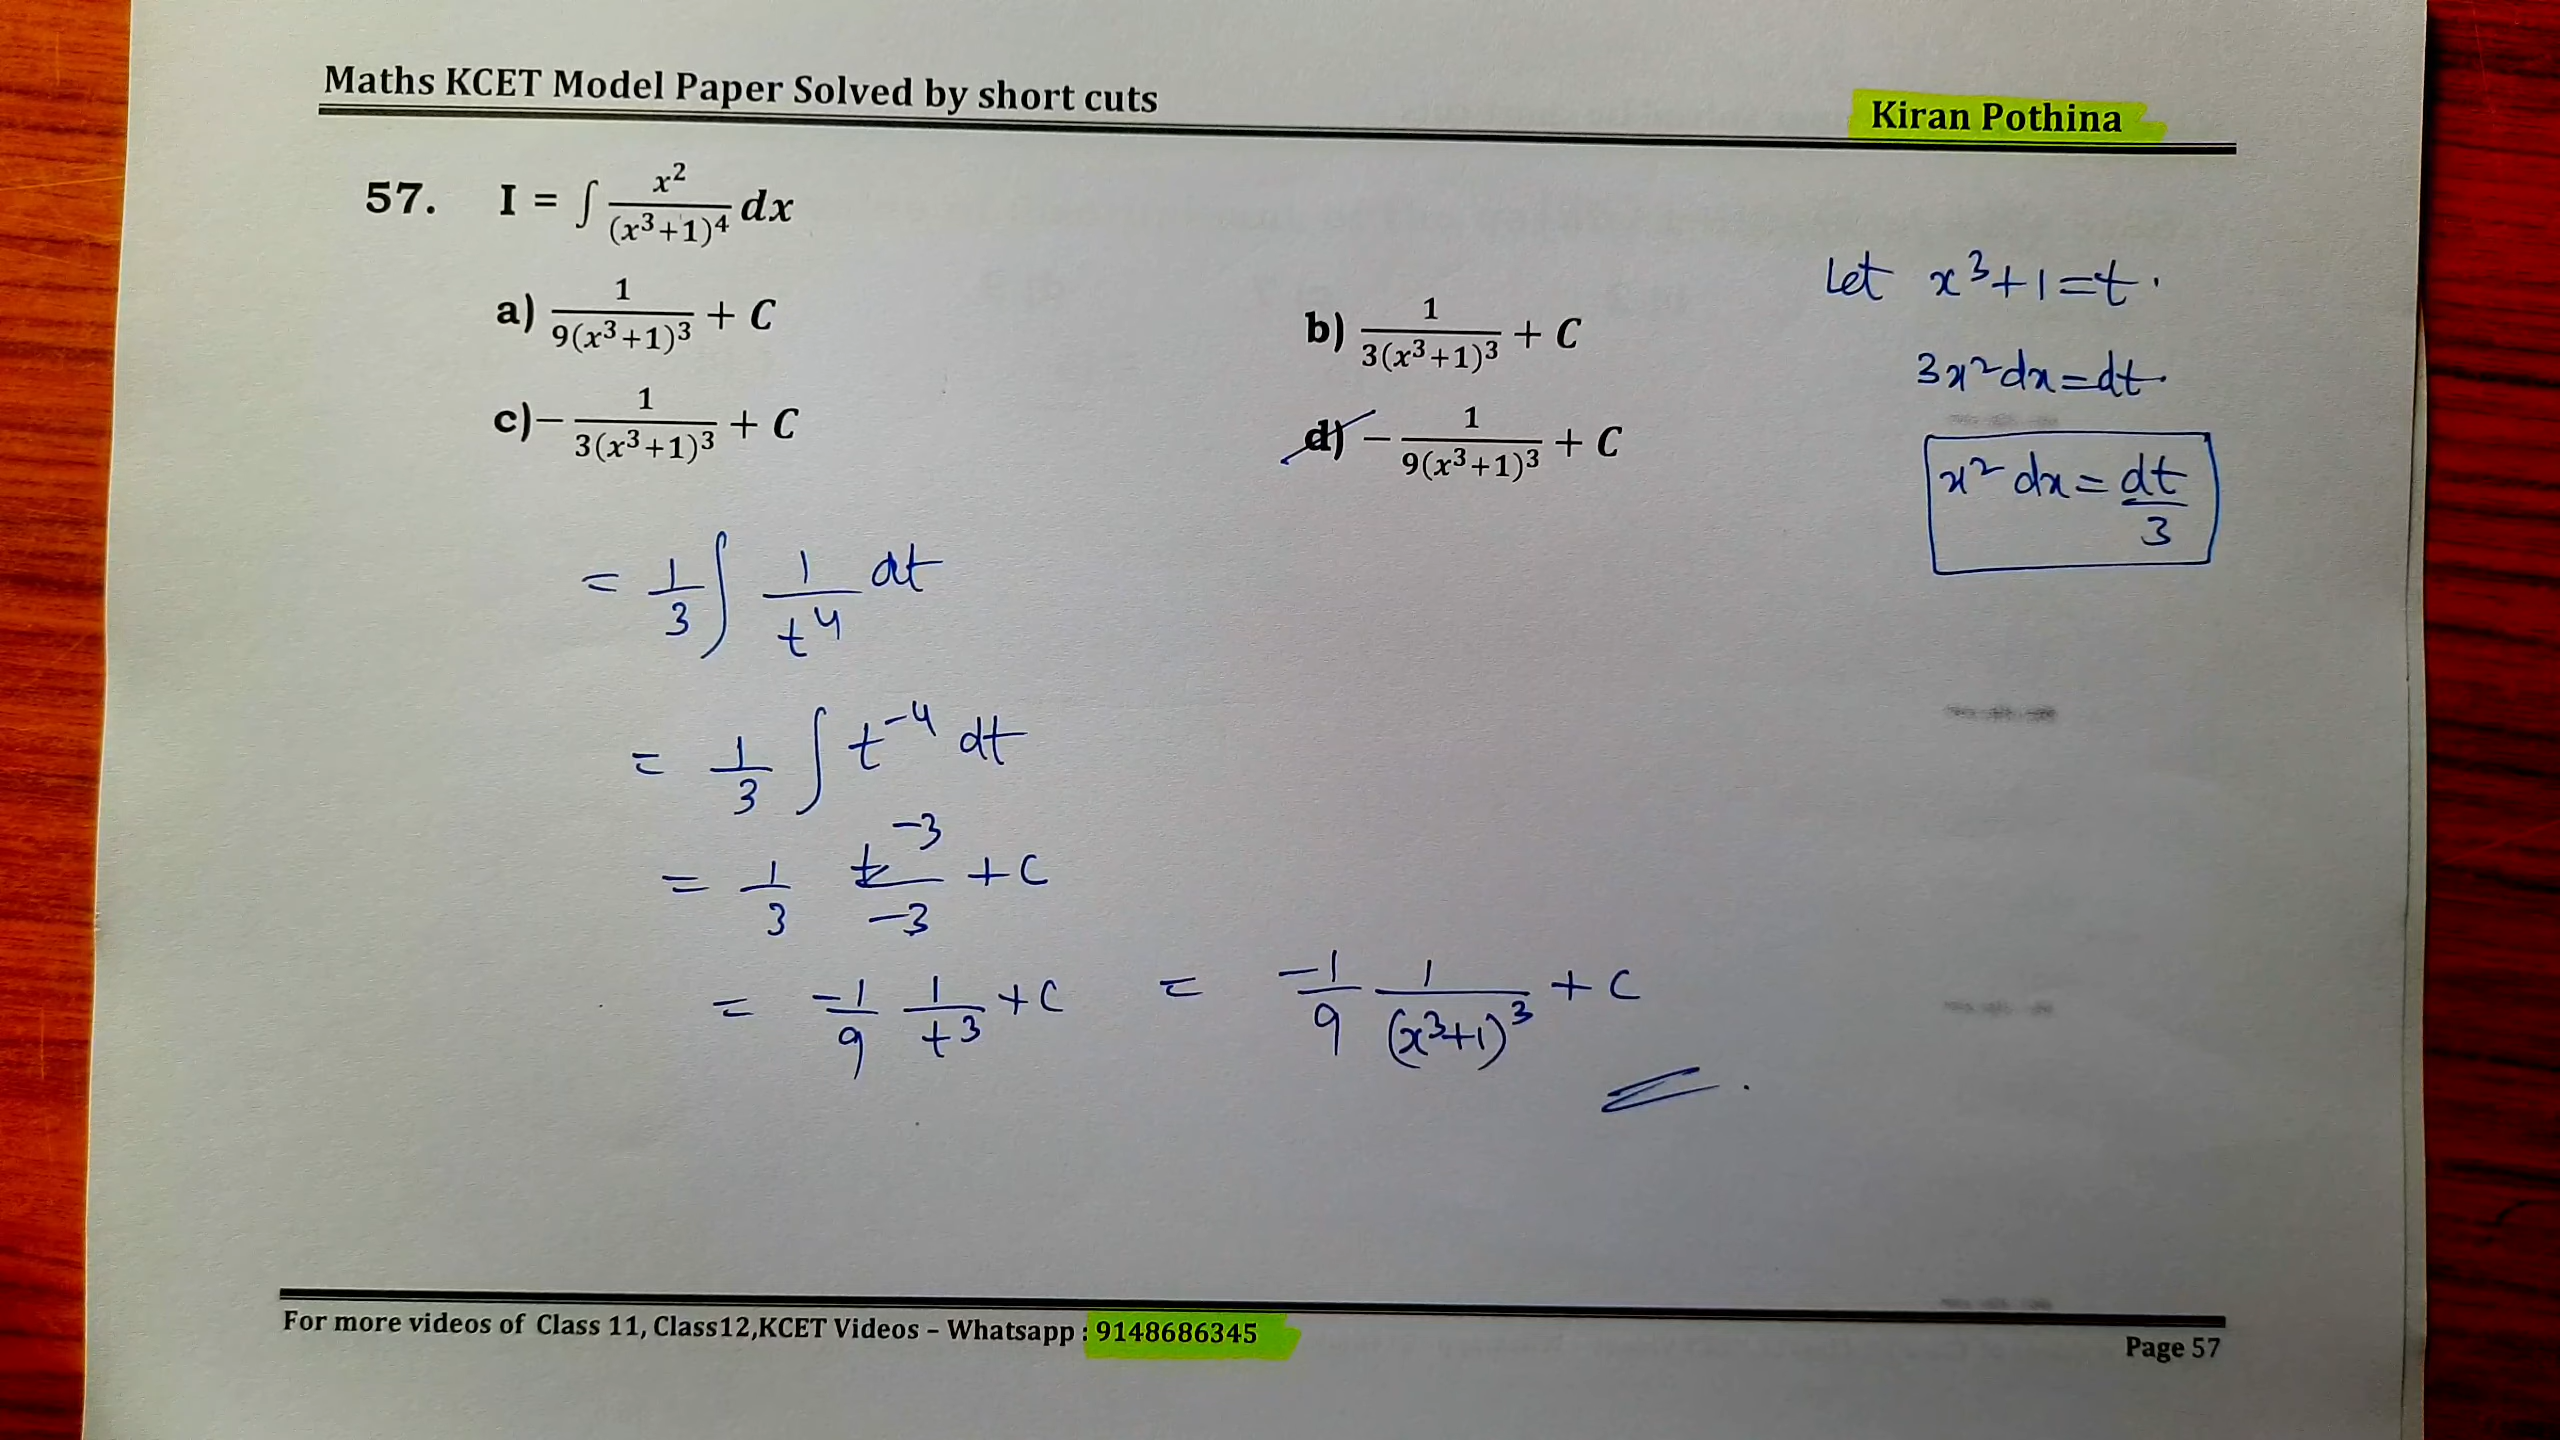 Maths KCET Model Paper Solved by short cuts
Kiran Pothina
57. I = ∫ x²/(x³+1)⁴ dx
a) 1/9(x³+1)³ + C
b) 1/3(x³+1)³ + C
c) − 1/3(x³+1)³ + C
d) − 1/9(x³+1)³ + C
Let x³+1=t.
3x²dx=dt.
x² dx = dt/3
= 1/3 ∫ 1/t⁴ dt
= 1/3 ∫ t⁻⁴ dt
= 1/3 t⁻³/−3 + C
= −1/9 1/t³ + C = −1/9 1/(x³+1)³ + C
For more videos of Class 11, Class12,KCET Videos – Whatsapp : 9148686345
Page 57